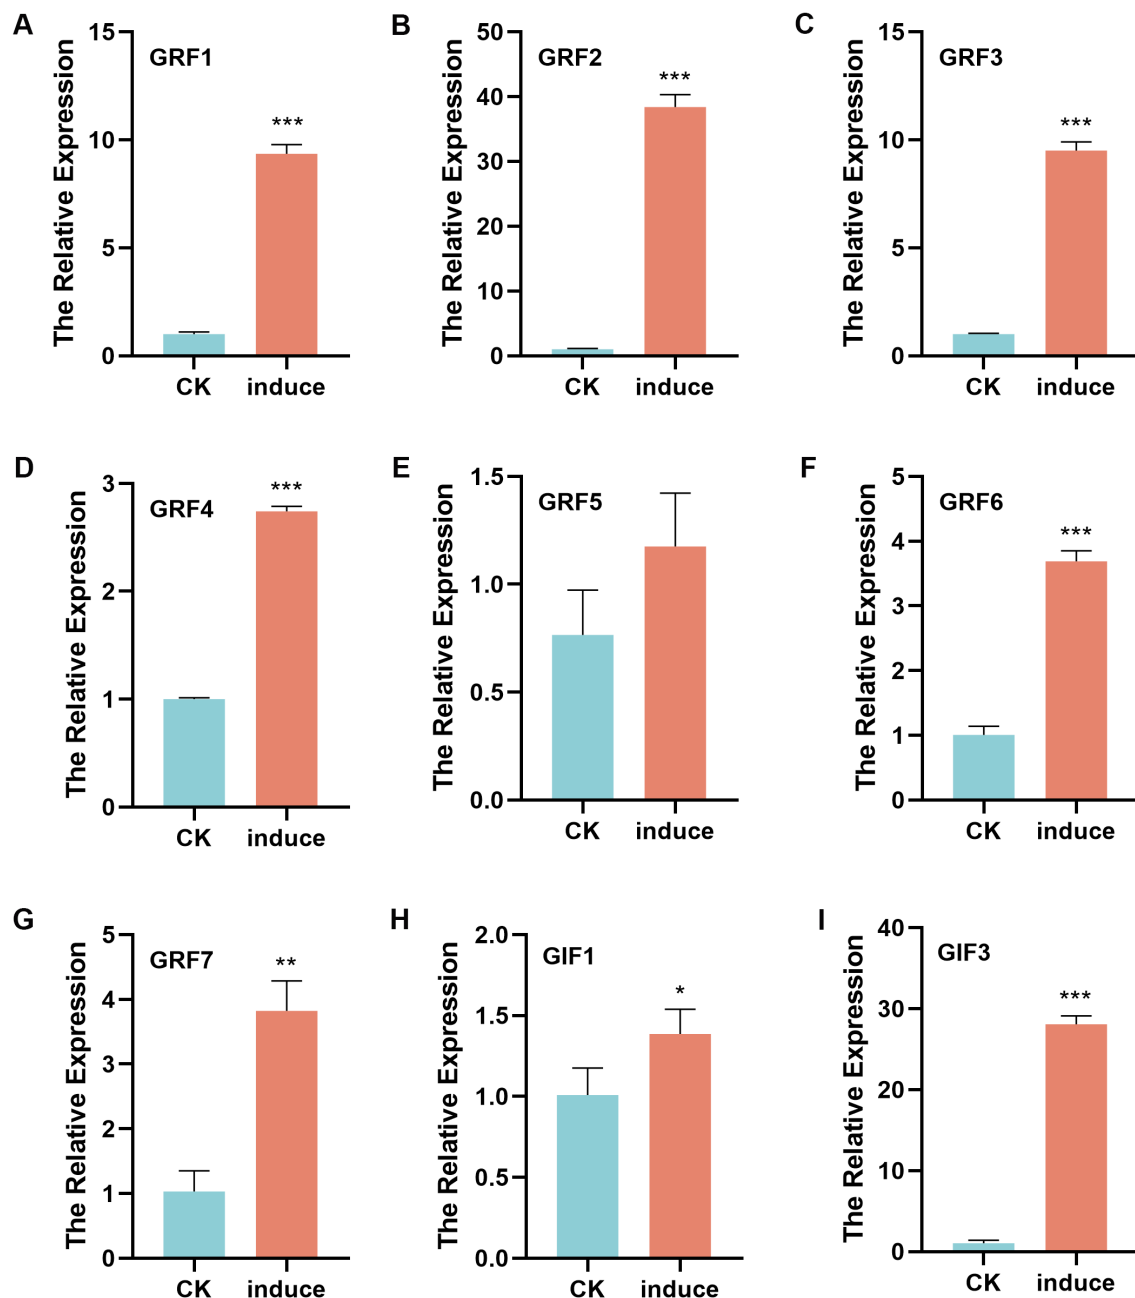 A
GRF1
The Relative Expression
15
10
5
0
***
CK
induce
B
GRF2
The Relative Expression
50
40
30
20
10
0
***
CK
induce
C
GRF3
The Relative Expression
15
10
5
0
***
CK
induce
D
GRF4
The Relative Expression
3
2
1
0
***
CK
induce
E
GRF5
The Relative Expression
1.5
1.0
0.5
0.0
CK
induce
F
GRF6
The Relative Expression
5
4
3
2
1
0
***
CK
induce
G
GRF7
The Relative Expression
5
4
3
2
1
0
**
CK
induce
H
GIF1
The Relative Expression
2.0
1.5
1.0
0.5
0.0
*
CK
induce
I
GIF3
The Relative Expression
40
30
20
10
0
***
CK
induce